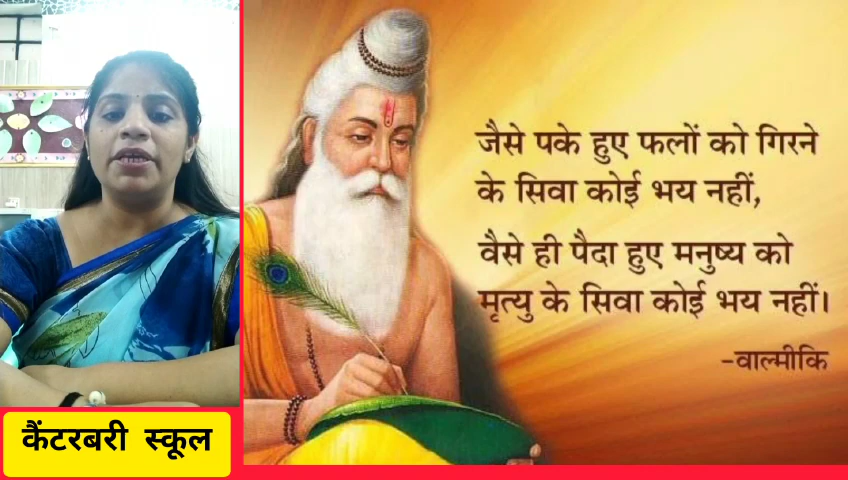 जैसे पके हुए फलों को गिरने
के सिवा कोई भय नहीं,
वैसे ही पैदा हुए मनुष्य को
मृत्यु के सिवा कोई भय नहीं।
-वाल्मीकि
कैंटरबरी स्कूल